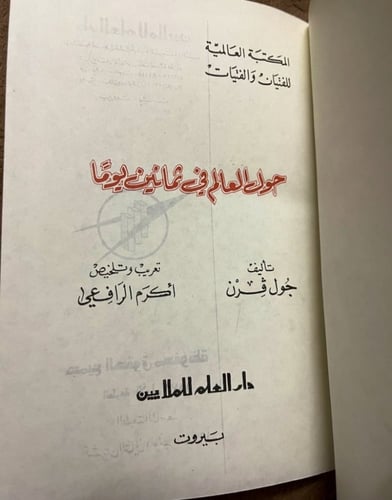 المكتبة العالمية
للفتيان والفتيات
حول العالم في ثمانين يومًا
تأليف
جول ڤرن
تعريب وتلخيص
أكرم الرافعي
دار العلم للملايين
بيروت